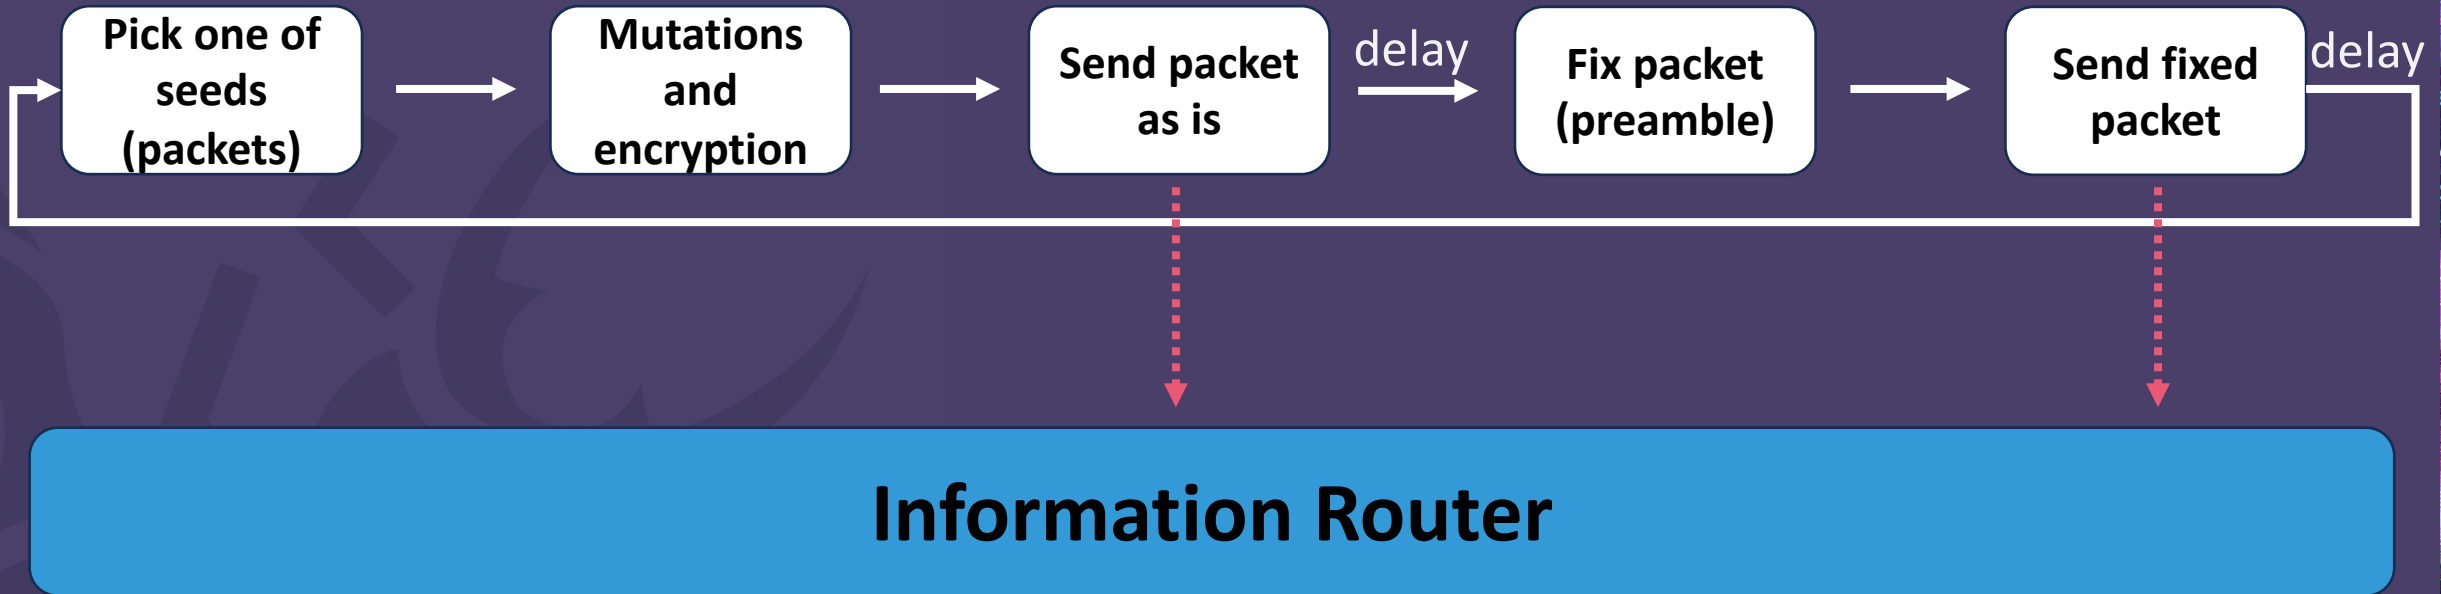 Pick one of
seeds
(packets)
Mutations
and
encryption
Send packet
as is
delay
Fix packet
(preamble)
Send fixed
packet
delay
Information Router